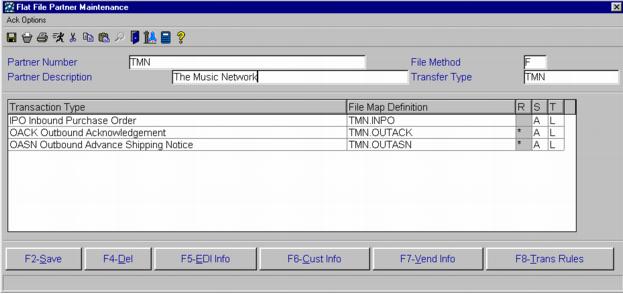 Flat File Partner Maintenance
Ack Options
Partner Number TMN File Method F
Partner Description The Music Network Transfer Type TMN
Transaction Type File Map Definition R S T
IPO Inbound Purchase Order TMN.INPO A L
OACK Outbound Acknowledgement TMN.OUTACK * A L
OASN Outbound Advance Shipping Notice TMN.OUTASN * A L
F2-Save F4-Del F5-EDI Info F6-Cust Info F7-Vend Info F8-Trans Rules